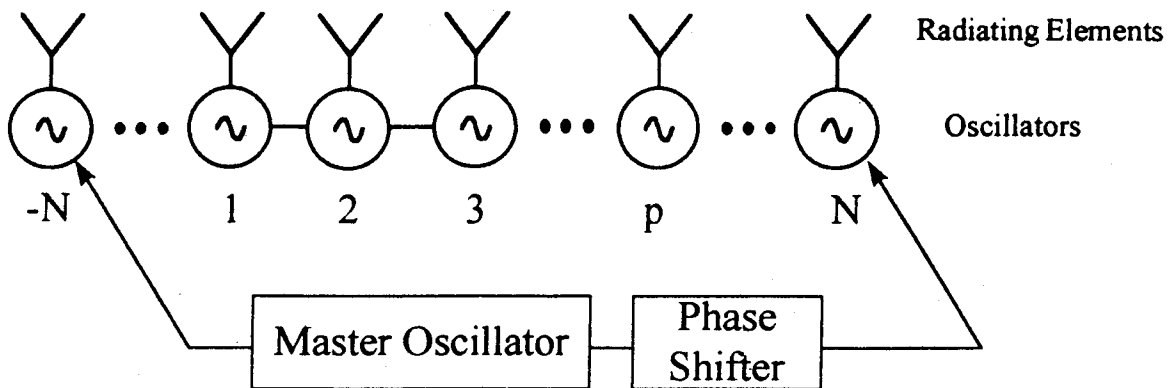 Radiating Elements
Oscillators
-N 1 2 3 p N
Master Oscillator
Phase
Shifter